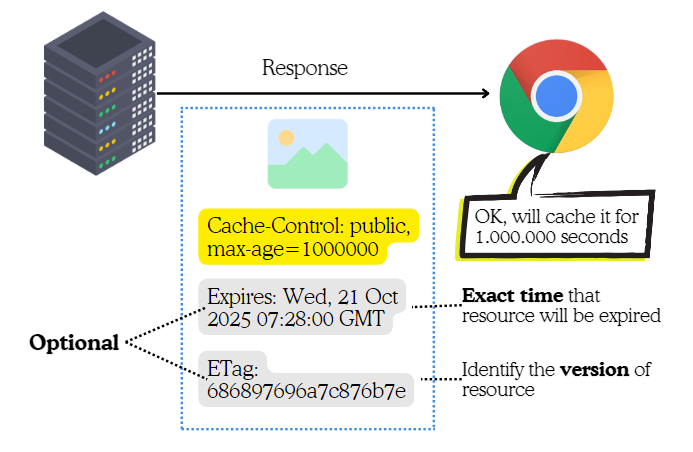 Response
Cache-Control: public,
max-age=1000000
OK, will cache it for
1.000.000 seconds
Expires: Wed, 21 Oct
2025 07:28:00 GMT
Exact time that
resource will be expired
Optional
ETag:
686897696a7c876b7e
Identify the version of
resource